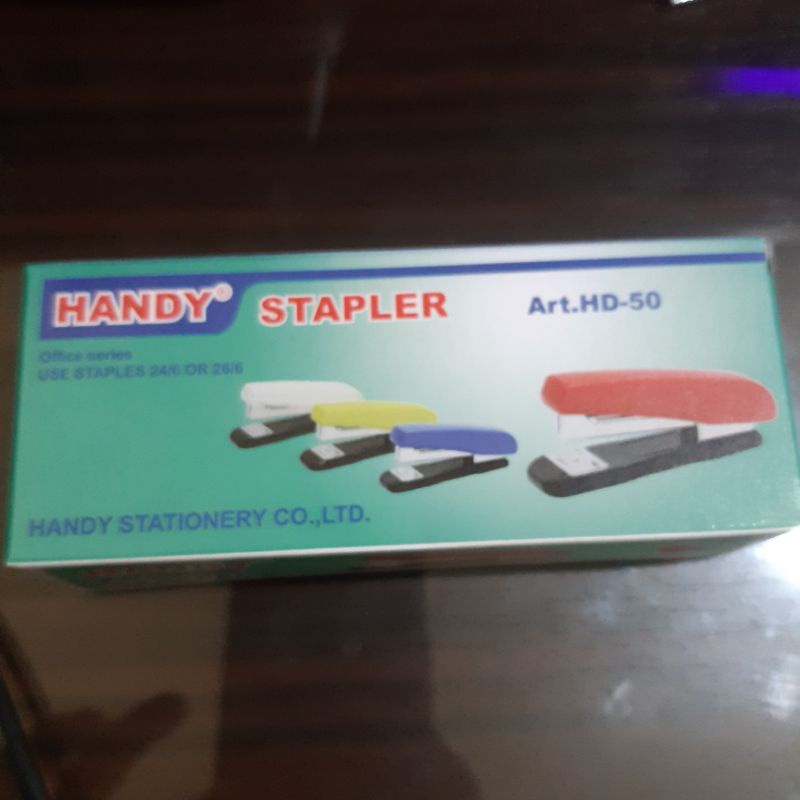 HANDY® STAPLER Art.HD-50
Office series
USE STAPLES 24/6 OR 26/6
HANDY STATIONERY CO.,LTD.